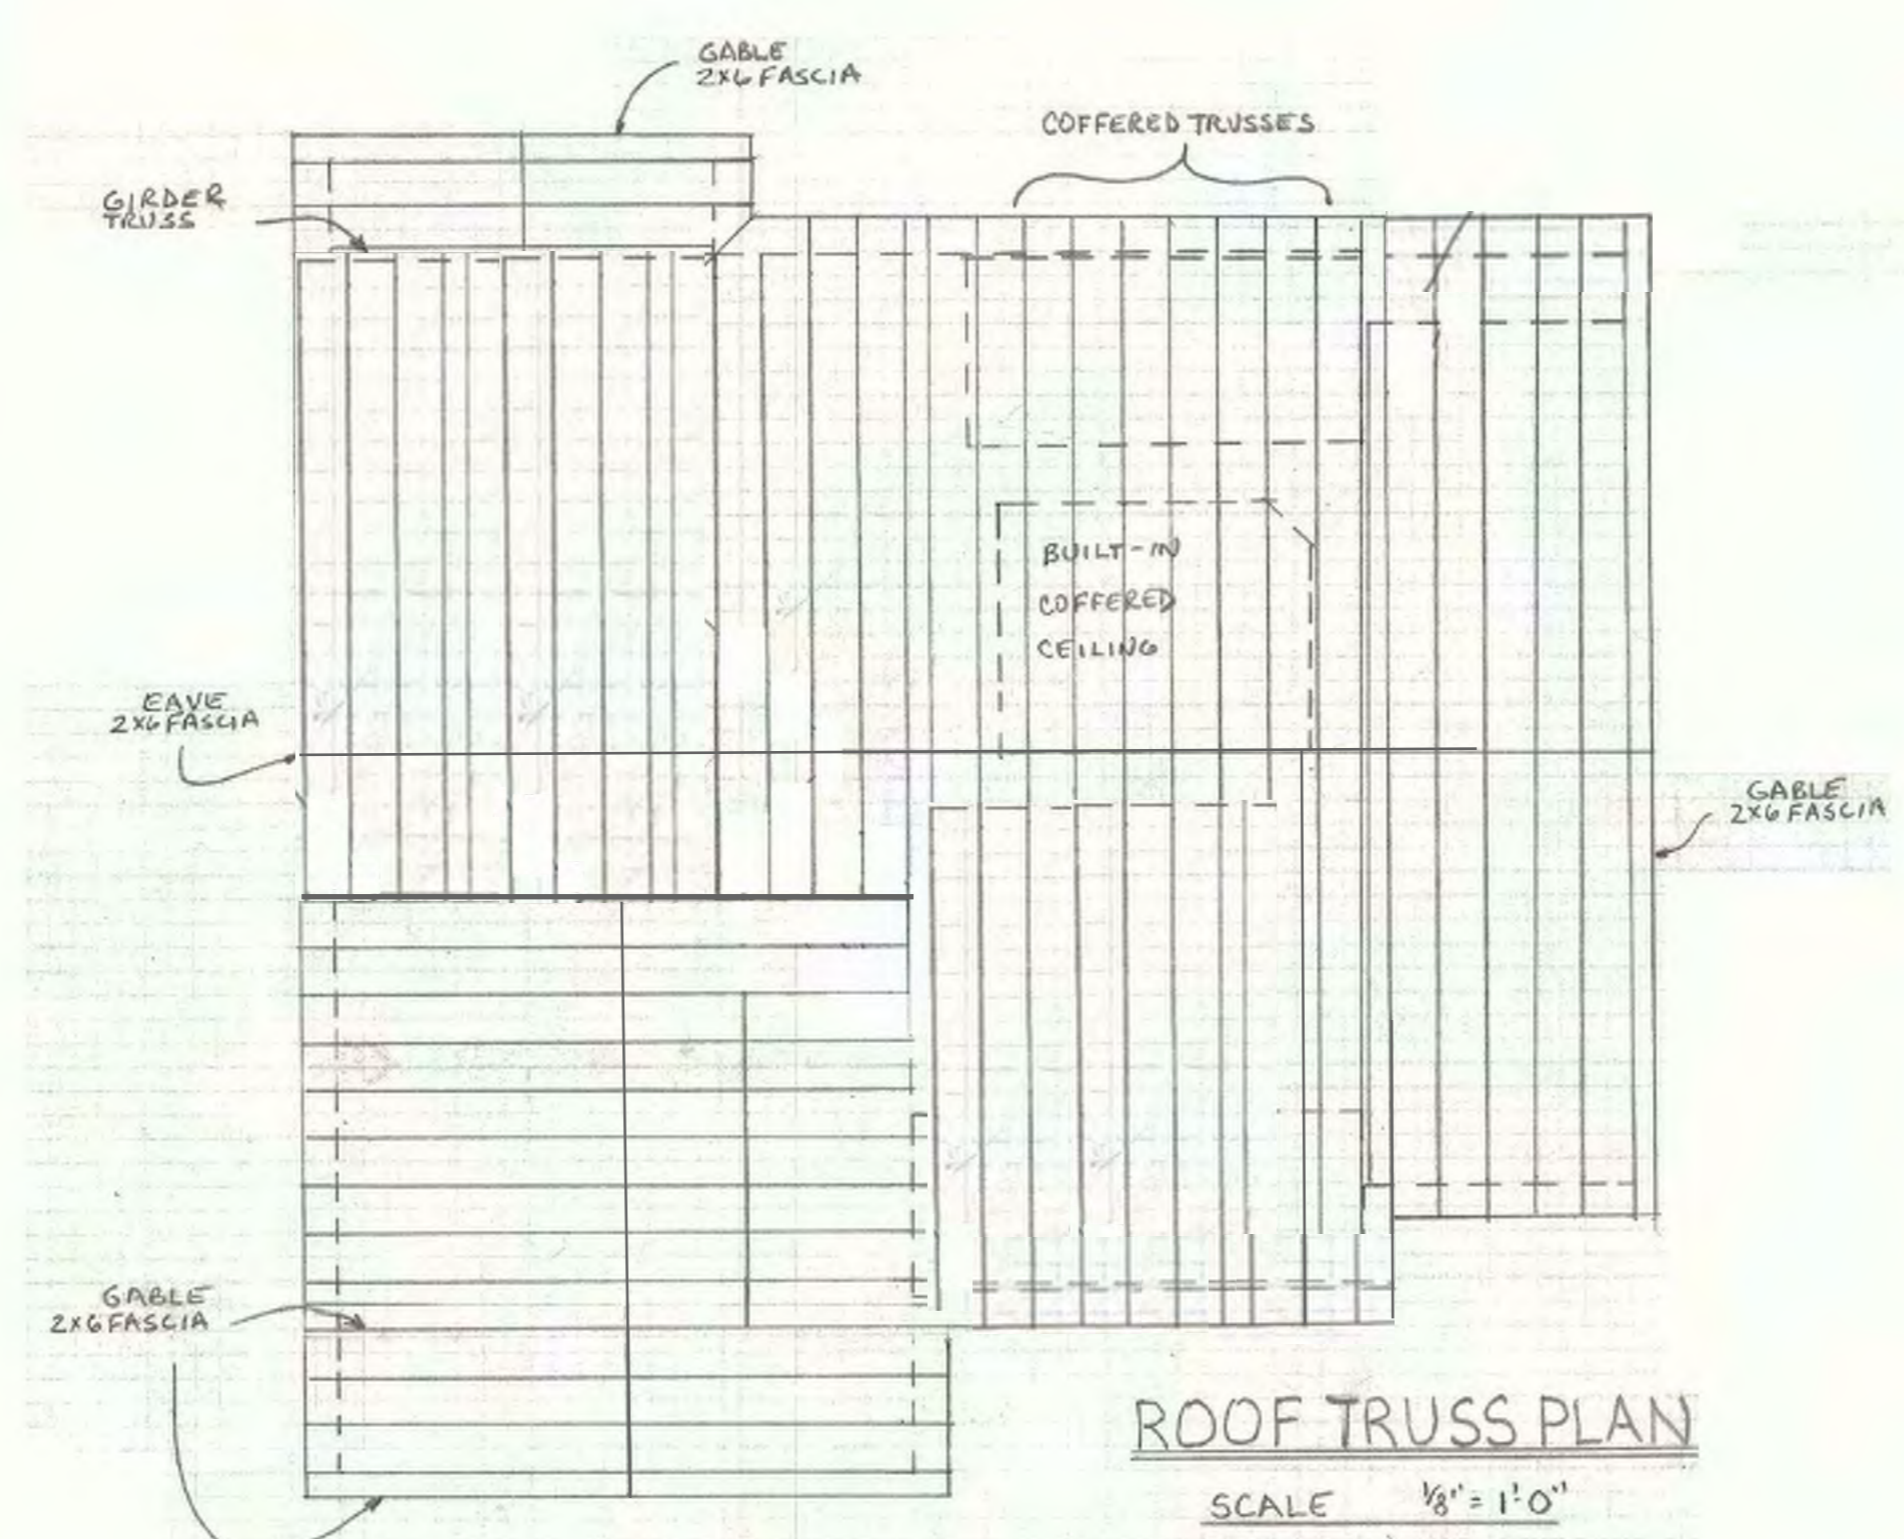 GABLE
2X6 FASCIA
COFFERED TRUSSES
GIRDER
TRUSS
BUILT-IN
COFFERED
CEILING
EAVE
2X6 FASCIA
GABLE
2X6 FASCIA
GABLE
2X6 FASCIA
ROOF TRUSS PLAN
SCALE 1/8" = 1'-0"